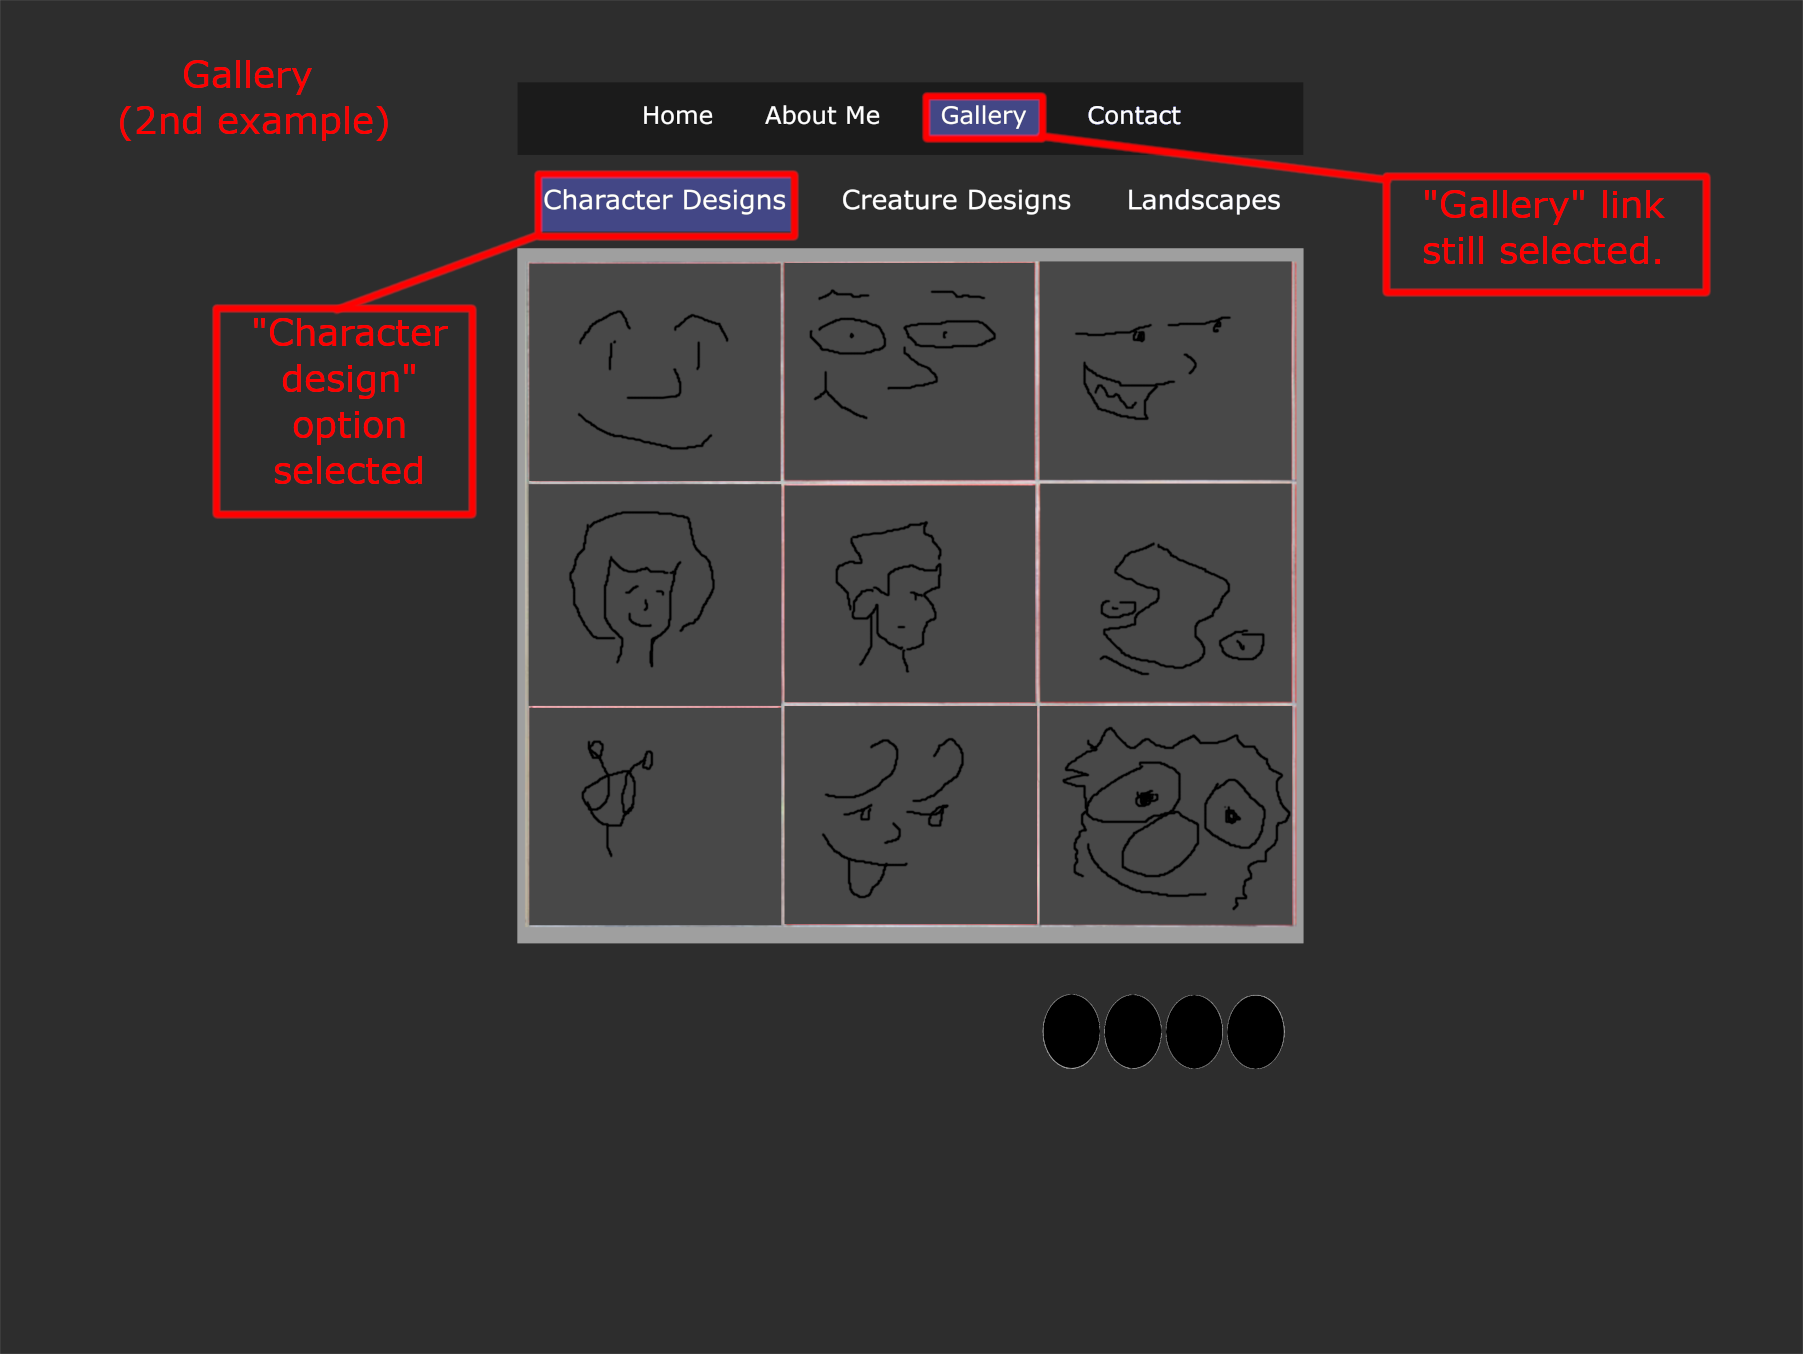 Gallery
(2nd example)
Home About Me Gallery Contact
Character Designs Creature Designs Landscapes
"Gallery" link
still selected.
"Character
design"
option
selected